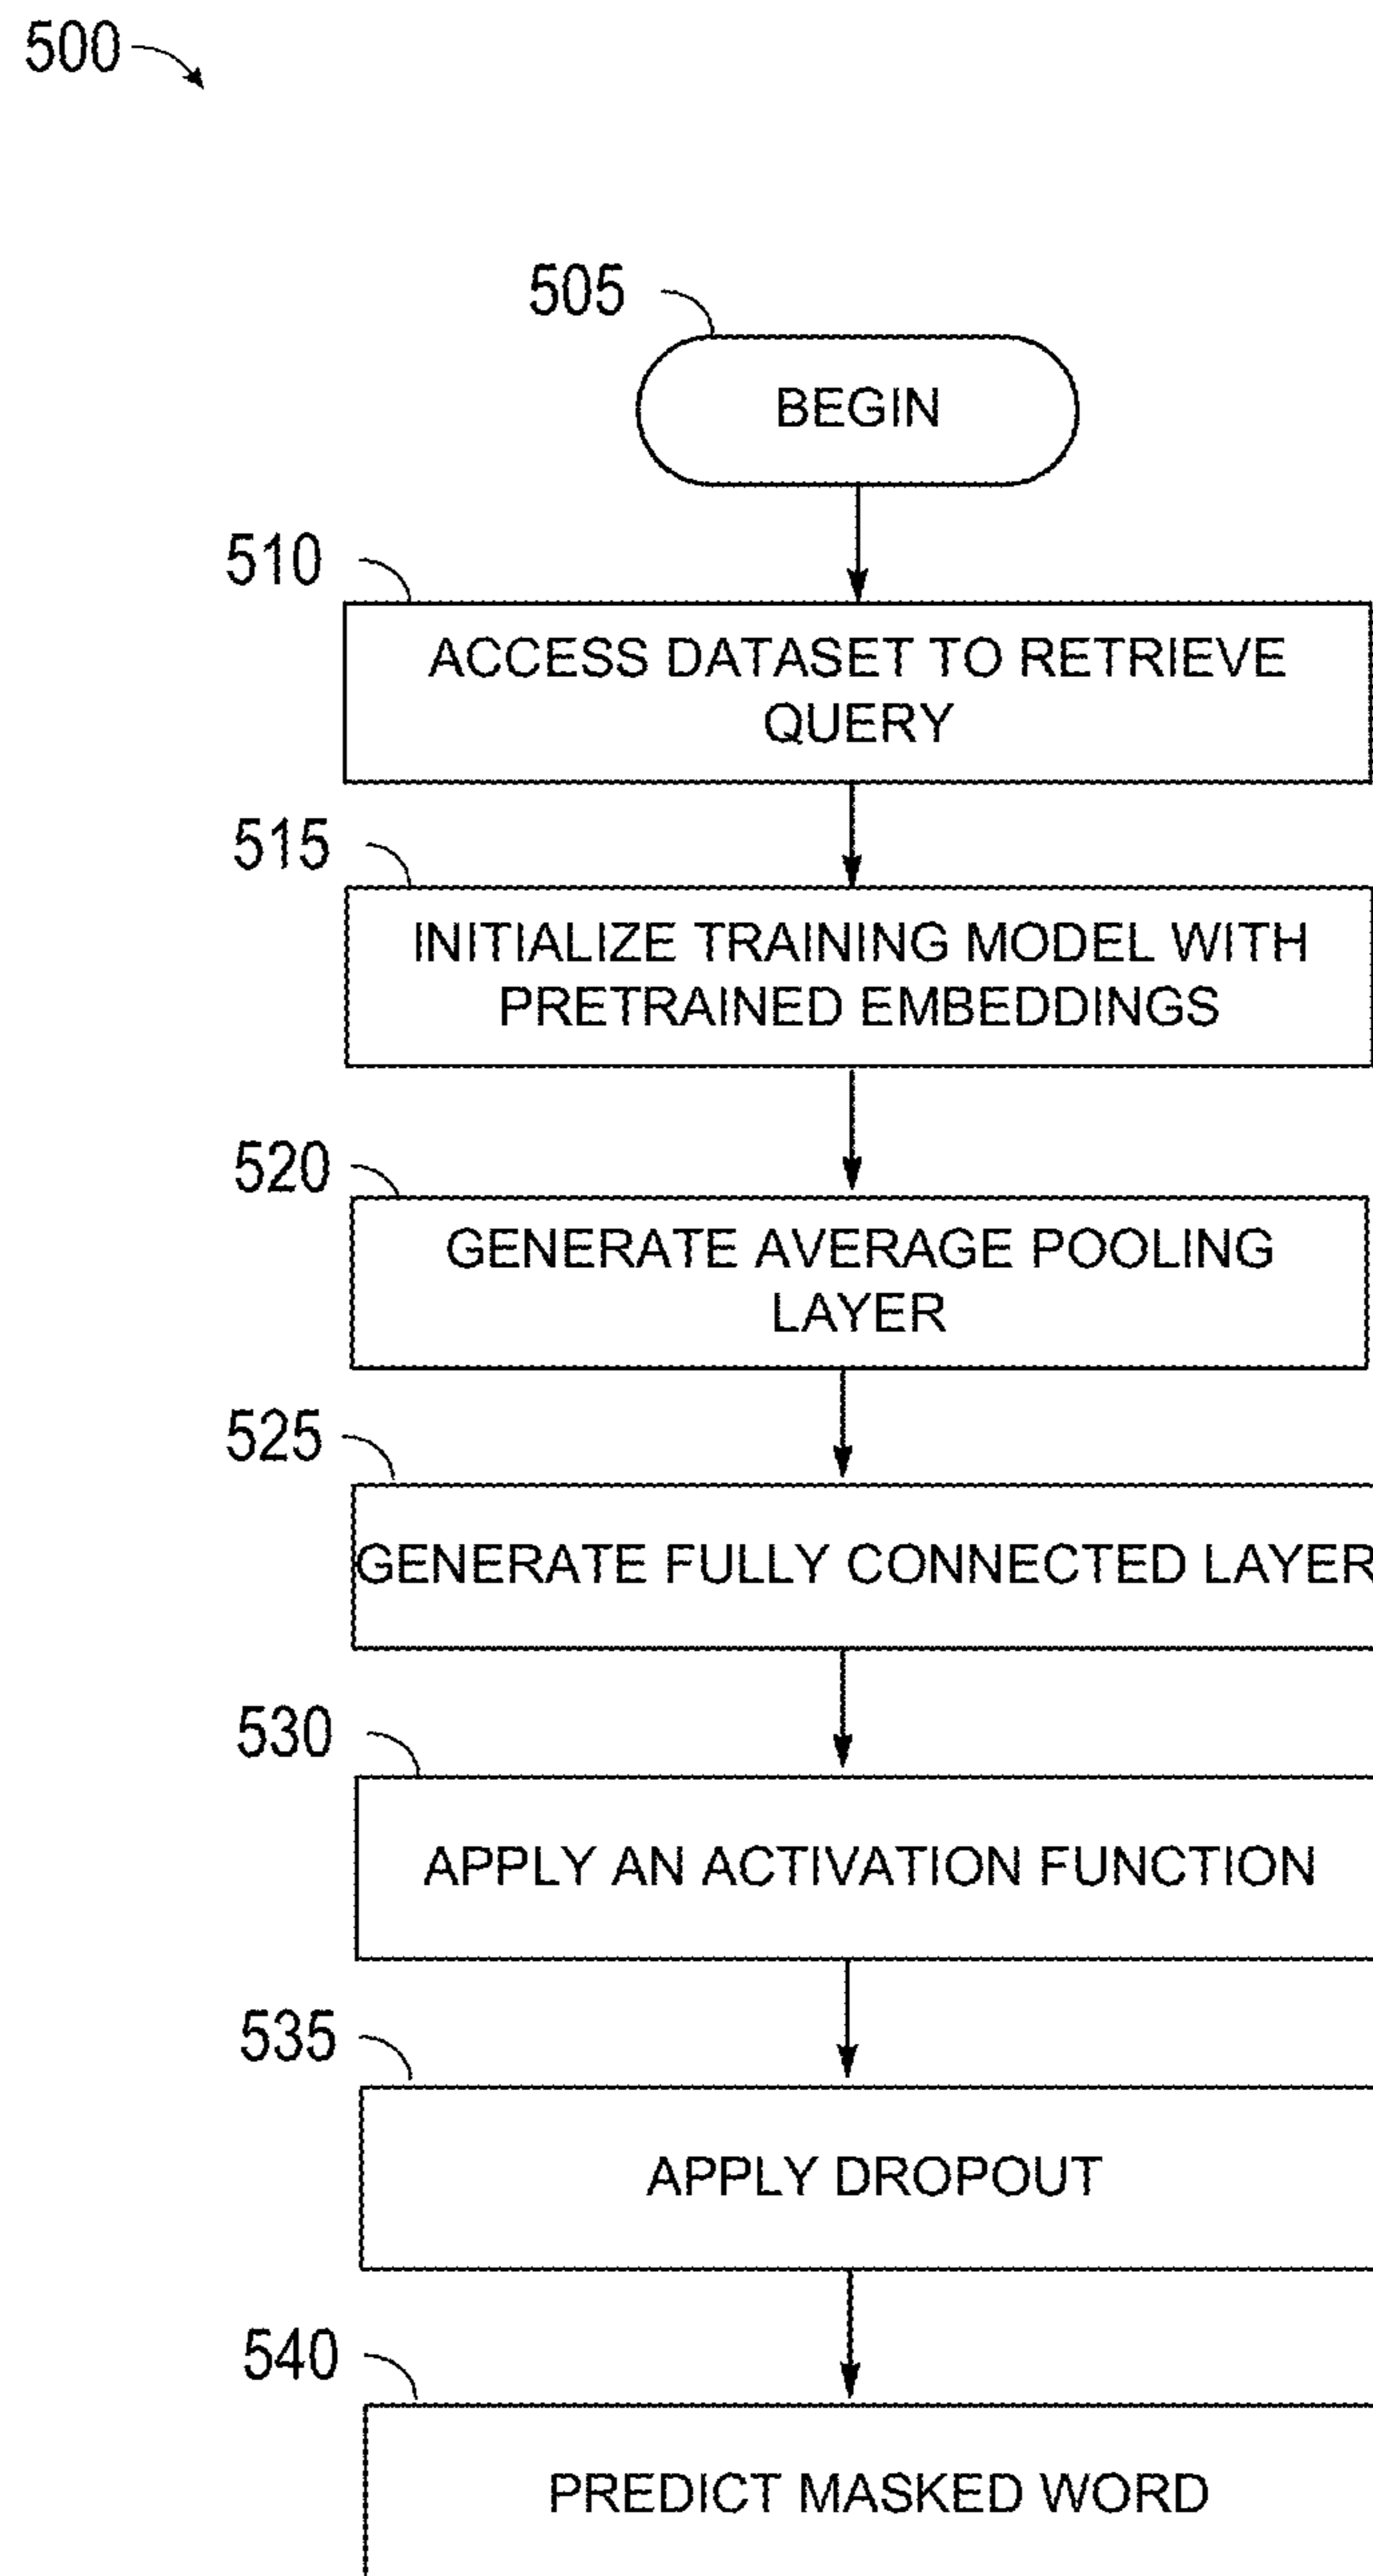 500
505
BEGIN
510
ACCESS DATASET TO RETRIEVE
QUERY
515
INITIALIZE TRAINING MODEL WITH
PRETRAINED EMBEDDINGS
520
GENERATE AVERAGE POOLING
LAYER
525
GENERATE FULLY CONNECTED LAYER
530
APPLY AN ACTIVATION FUNCTION
535
APPLY DROPOUT
540
PREDICT MASKED WORD